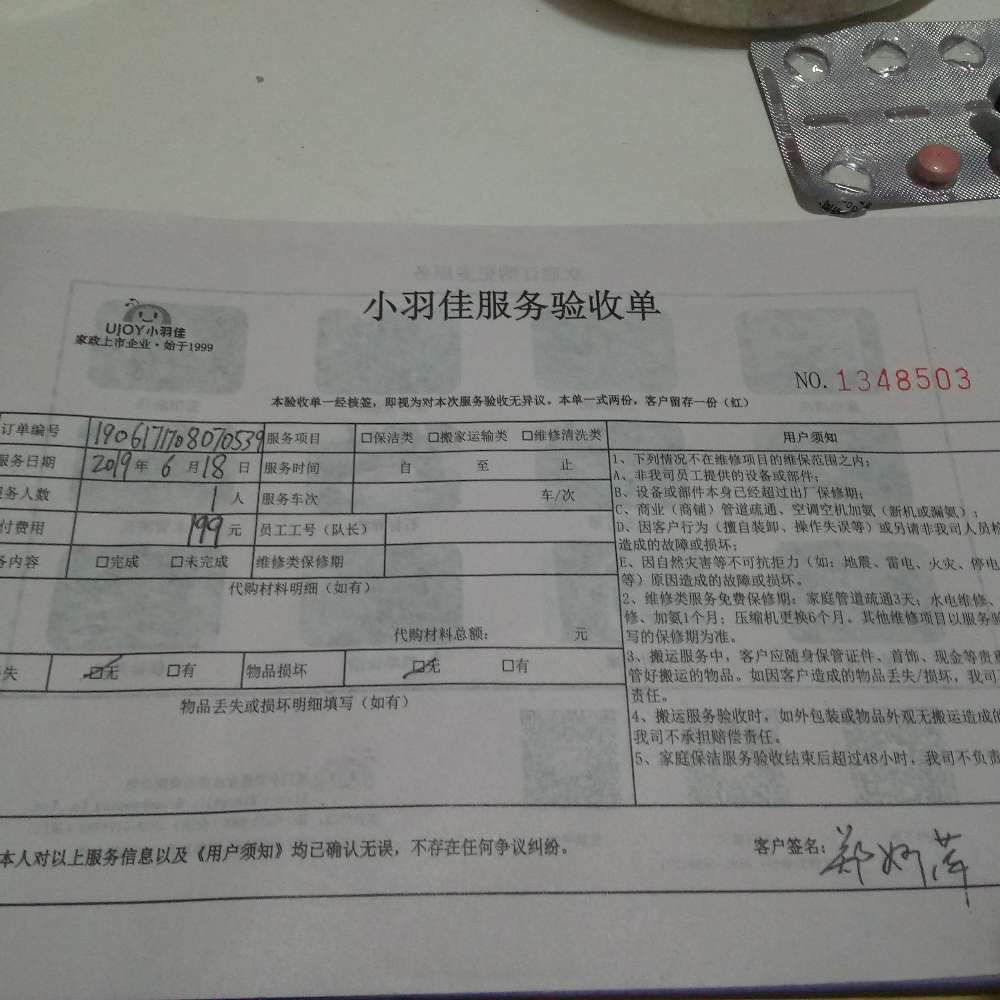 小羽佳服务验收单
UJOY小羽佳
家政上市企业·始于1999
NO. 1348503
本验收单一经核签，即视为对本次服务验收无异议。本单一式两份，客户留存一份（红）
订单编号 190617170807053​9 服务项目 □保洁类 □搬家运输类 □维修清洗类 用户须知
服务日期 2019年 6月 18日 服务时间 自 至 止
务人数 1人 服务车次 车/次
付费用 199元 员工工号（队长）
务内容 □完成 □未完成 维修类保修期
代购材料明细（如有）
代购材料总额： 元
失 ☑无 □有 物品损坏 ☑无 □有
物品丢失或损坏明细填写（如有）
1、下列情况不在维修项目的维保范围之内：
A、非我司员工提供的设备或部件；
B、设备或部件本身已经超过出厂保修期；
C、商业（商铺）管道疏通、空调空机加氨（新机或漏氨）；
D、因客户行为（擅自装卸、操作失误等）或另请非我司人员检
造成的故障或损坏；
E、因自然灾害等不可抗拒力（如：地震、雷电、火灾、停电
等）原因造成的故障或损坏。
2、维修类服务免费保修期：家庭管道疏通3天；水电维修、
修、加氨1个月；压缩机更换6个月。其他维修项目以服务验
写的保修期为准。
3、搬运服务中，客户应随身保管证件、首饰、现金等贵重
管好搬运的物品。如因客户造成的物品丢失/损坏，我司
责任。
4、搬运服务验收时，如外包装或物品外观无搬运造成
我司不承担赔偿责任。
5、家庭保洁服务验收结束后超过48小时，我司不负责
本人对以上服务信息以及《用户须知》均已确认无误，不存在任何争议纠纷。
客户签名：郑娇萍